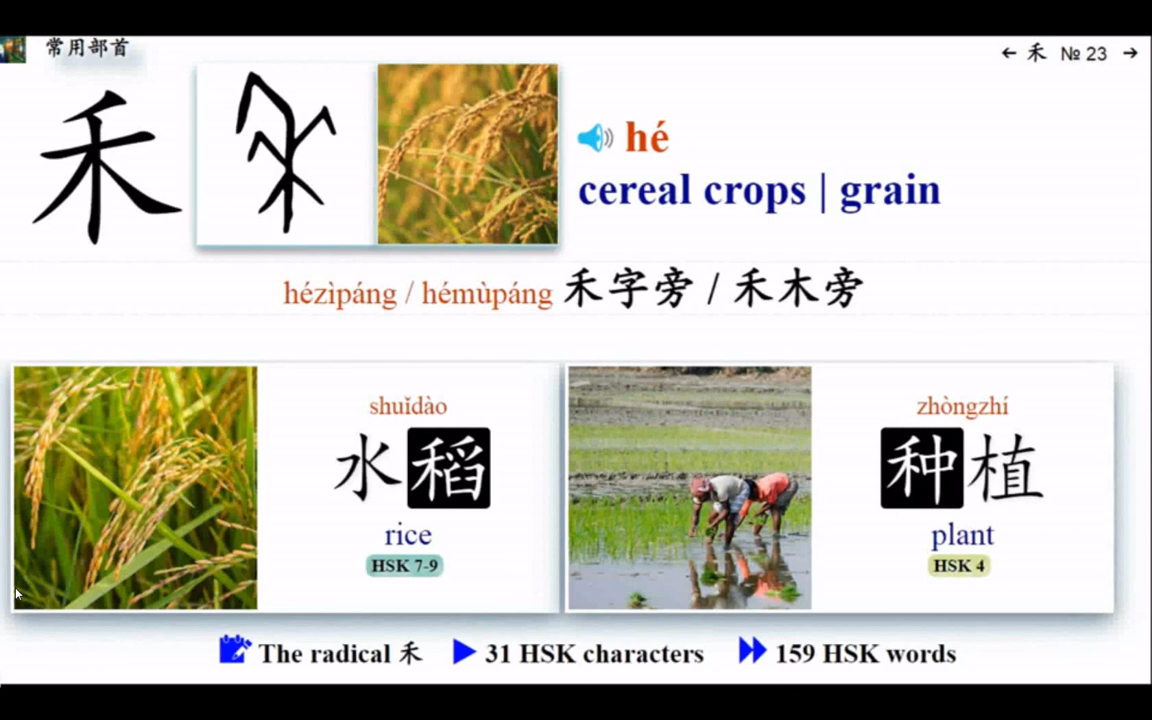 常用部首
← 禾 № 23 →
禾
hé
cereal crops | grain
hézìpáng / hémùpáng 禾字旁 / 禾木旁
shuǐdào
水稻
rice
HSK 7-9
zhòngzhí
种植
plant
HSK 4
The radical 禾
31 HSK characters
159 HSK words